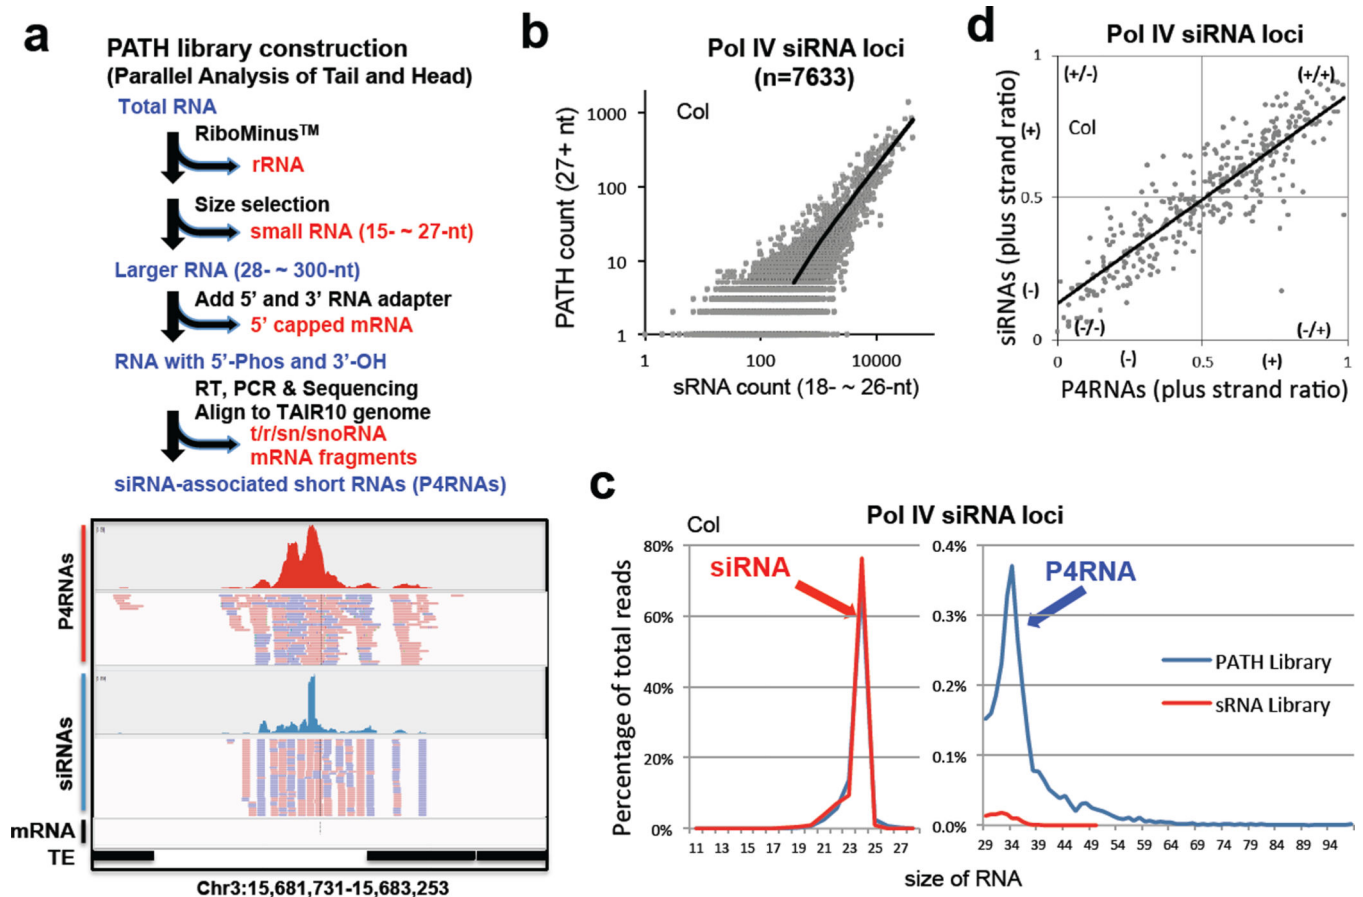 a
PATH library construction
(Parallel Analysis of Tail and Head)
Total RNA
RiboMinus™
rRNA
Size selection
small RNA (15- ~ 27-nt)
Larger RNA (28- ~ 300-nt)
Add 5' and 3' RNA adapter
5' capped mRNA
RNA with 5'-Phos and 3'-OH
RT, PCR & Sequencing
Align to TAIR10 genome
t/r/sn/snoRNA
mRNA fragments
siRNA-associated short RNAs (P4RNAs)
P4RNAs
siRNAs
mRNA
TE
Chr3:15,681,731-15,683,253
b
Pol IV siRNA loci
(n=7633)
Col
PATH count (27+ nt)
1000
100
10
1
1 100 10000
sRNA count (18- ~ 26-nt)
d
Pol IV siRNA loci
siRNAs (plus strand ratio)
1
(+/-) (+/+)
(+)
Col
0.5
(-)
(-/-) (-/+)
0
0 (-) 0.5 (+) 1
P4RNAs (plus strand ratio)
c
Col
Pol IV siRNA loci
Percentage of total reads
80%
60%
40%
20%
0%
siRNA
11 13 15 17 19 21 23 25 27
0.4%
0.3%
0.2%
0.1%
0.0%
P4RNA
PATH Library
sRNA Library
29 34 39 44 49 54 59 64 69 74 79 84 89 94
size of RNA